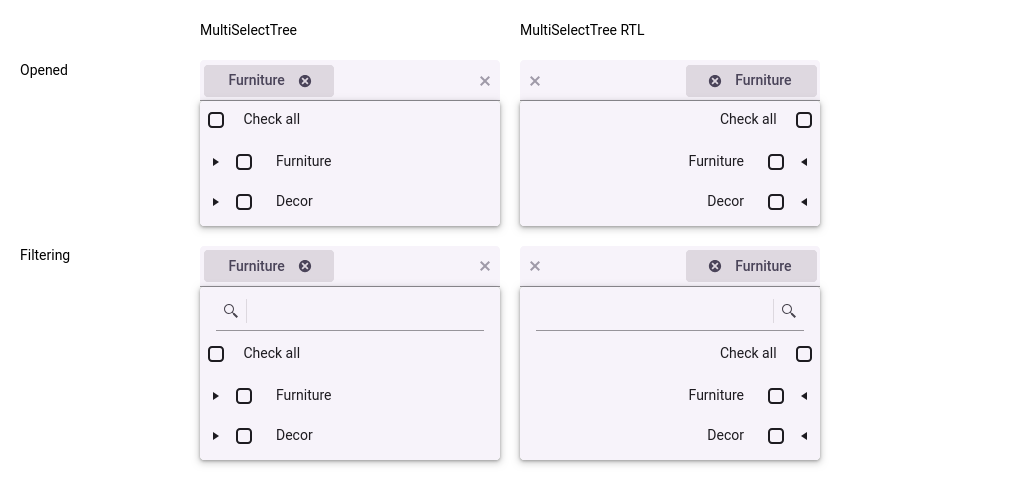 MultiSelectTree MultiSelectTree RTL
Opened
Furniture Furniture
Check all Check all
Furniture Furniture
Decor Decor
Filtering
Furniture Furniture
Check all Check all
Furniture Furniture
Decor Decor